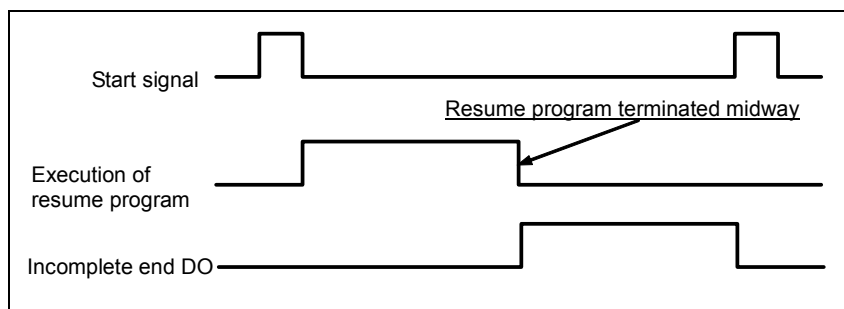 Start signal
Resume program terminated midway
Execution of
resume program
Incomplete end DO